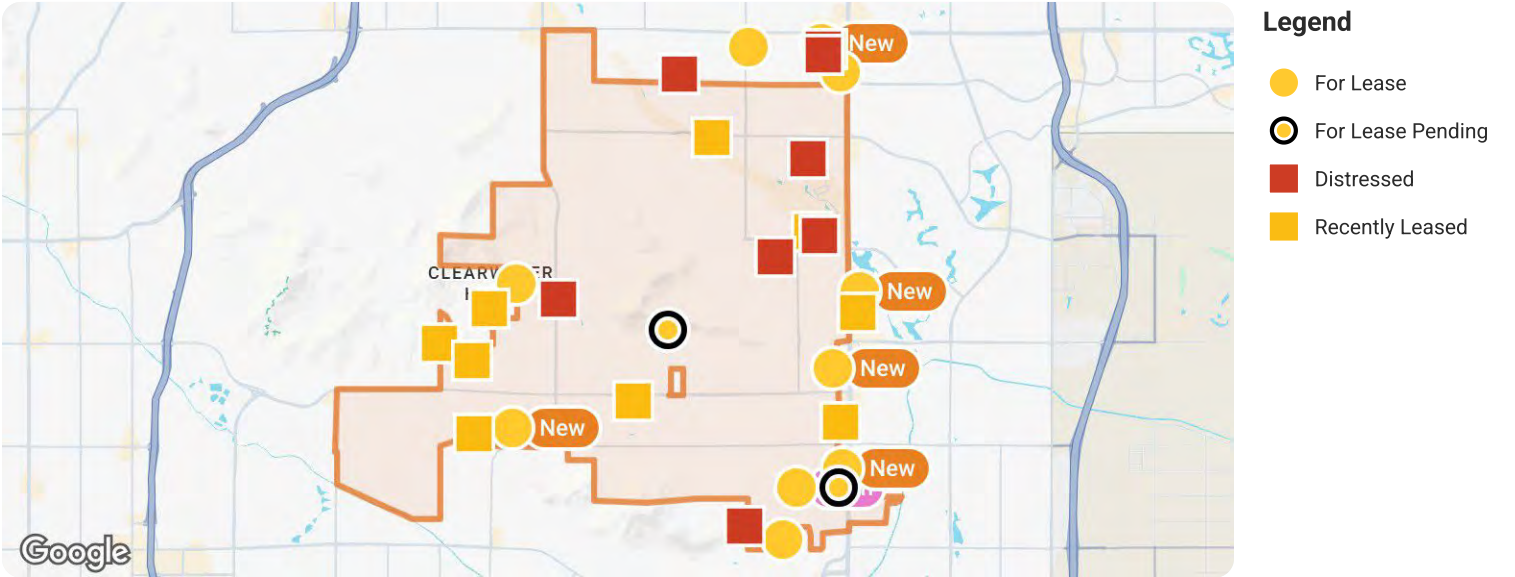 Legend
For Lease
For Lease Pending
Distressed
Recently Leased
New
New
New
New
New
Google